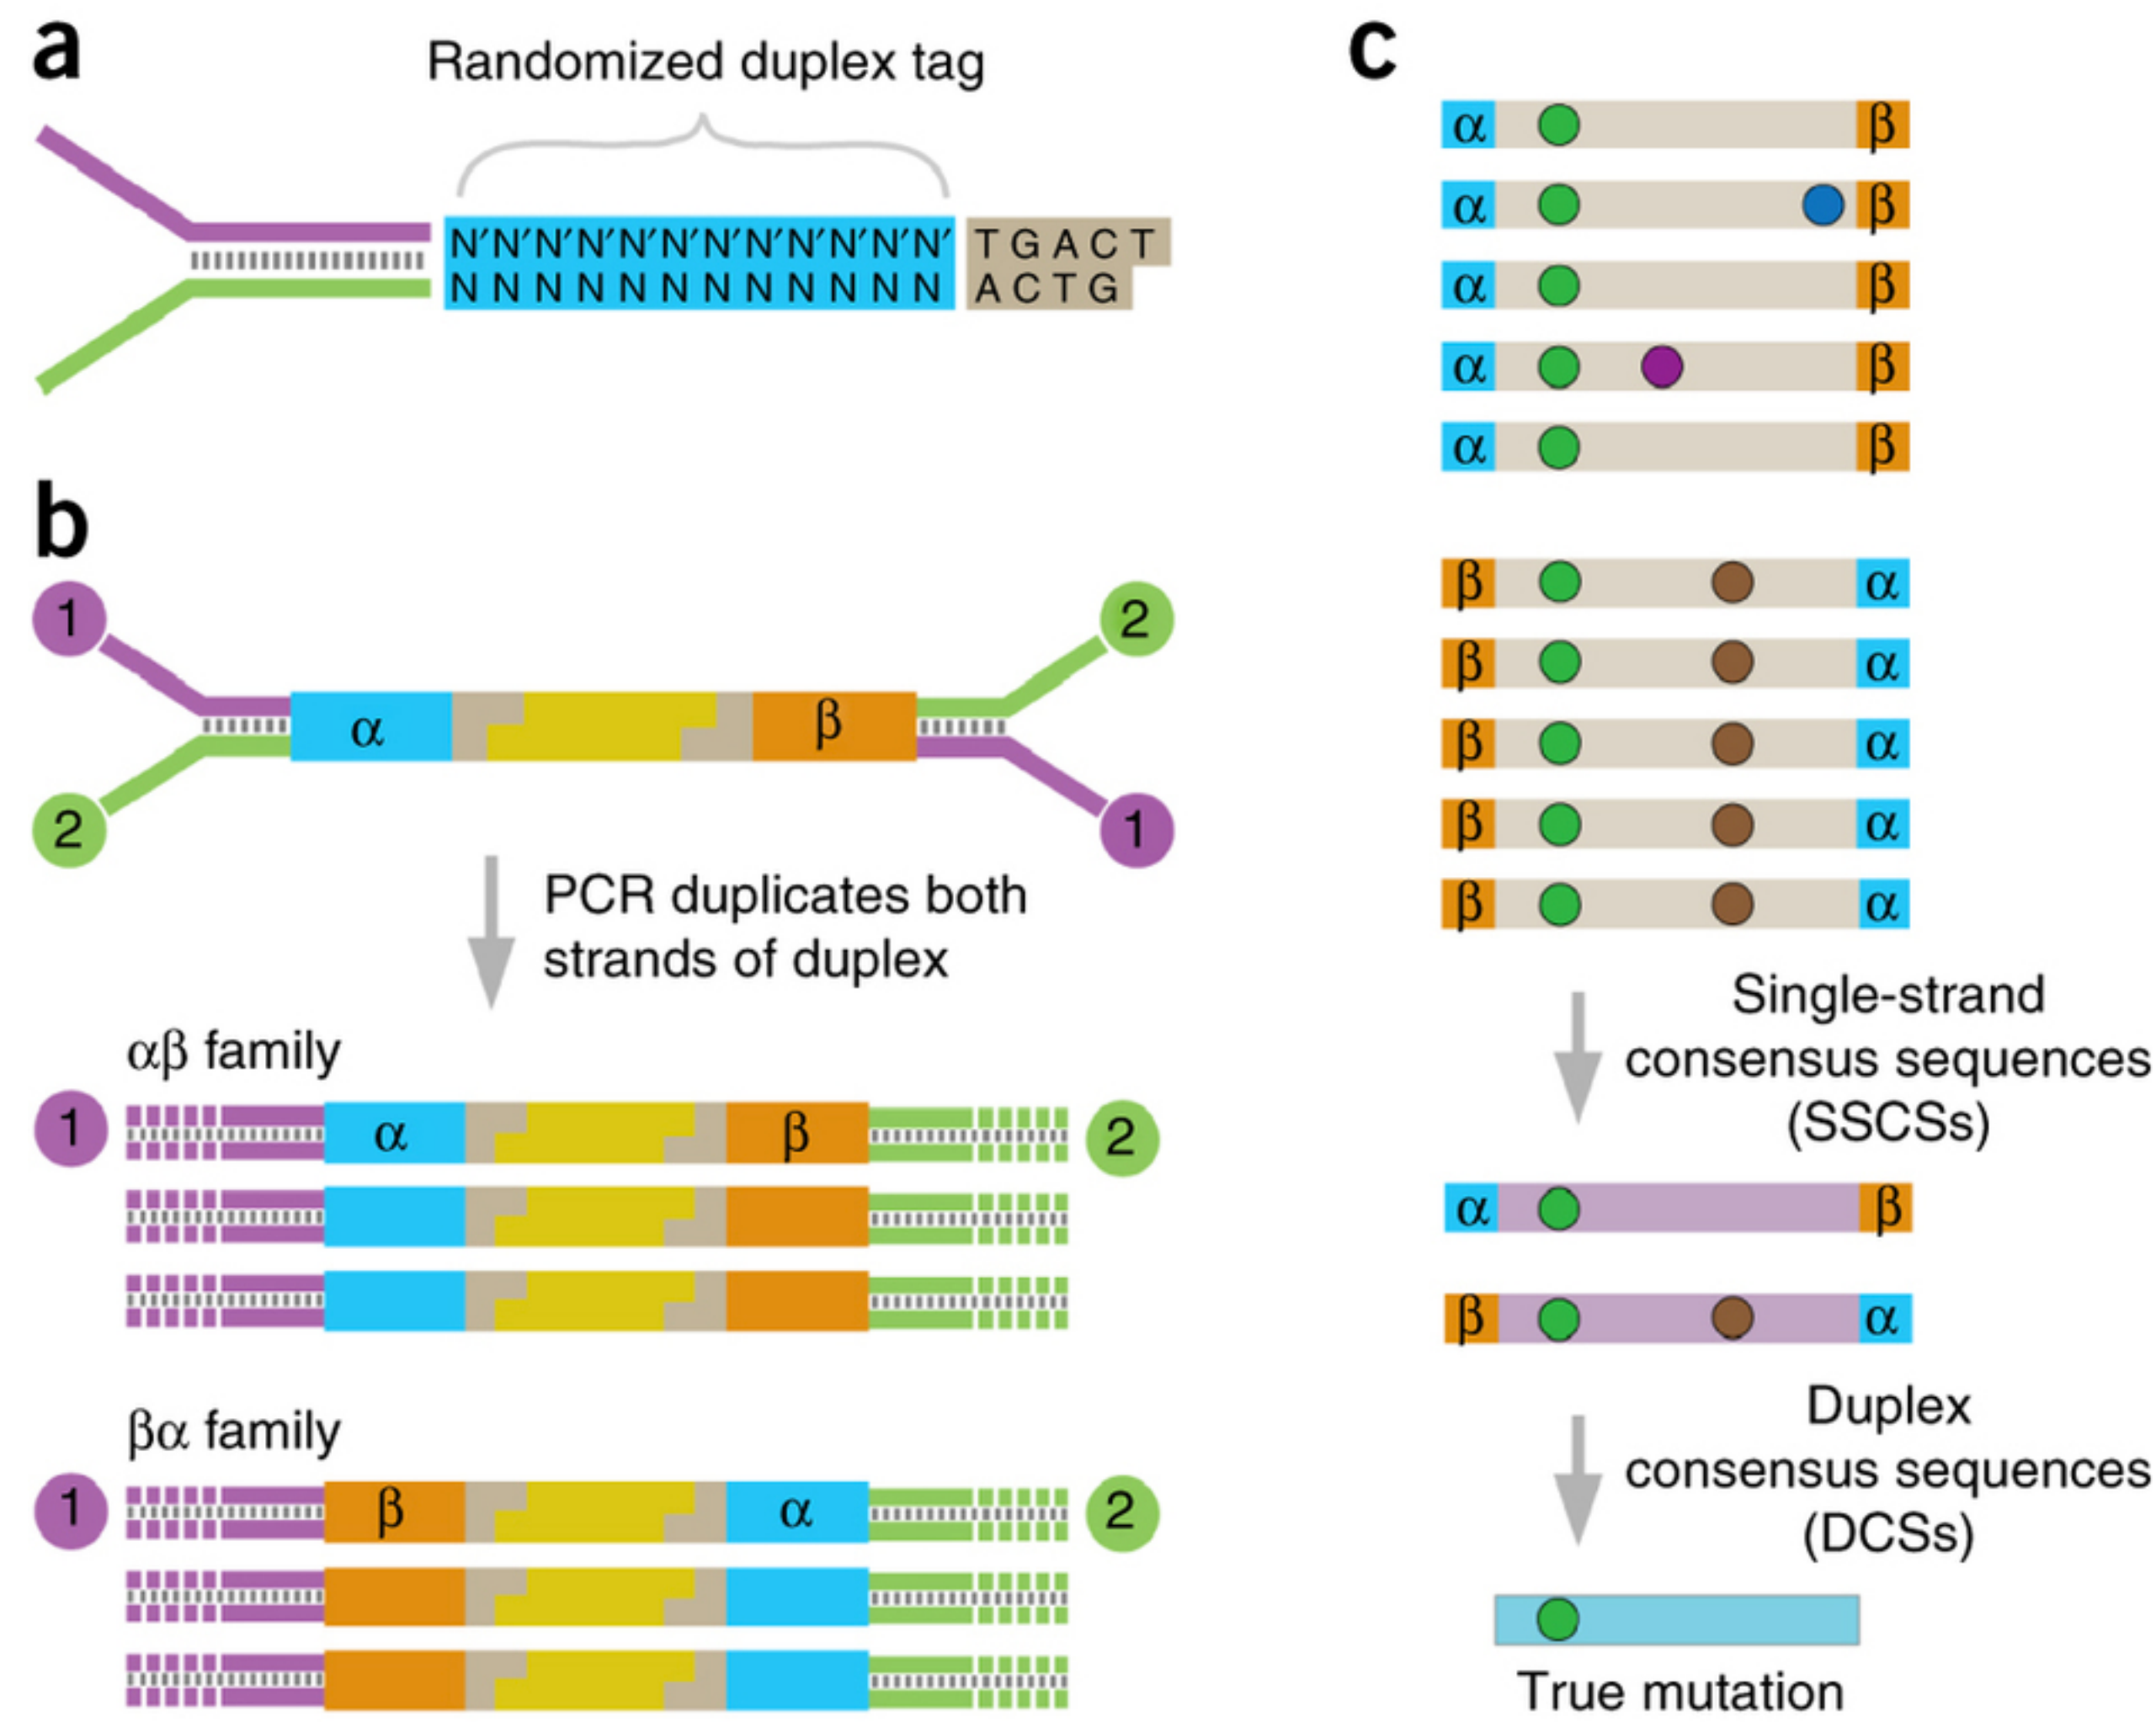 a
Randomized duplex tag
N′N′N′N′N′N′N′N′N′N′N′N′ TGACT
NNNNNNNNNNNN ACTG
b
1 2
α β
2 1
PCR duplicates both
strands of duplex
αβ family
1 α β 2
βα family
1 β α 2
c
α β
α β
α β
α β
α β
β α
β α
β α
β α
β α
Single-strand
consensus sequences
(SSCSs)
α β
β α
Duplex
consensus sequences
(DCSs)
True mutation